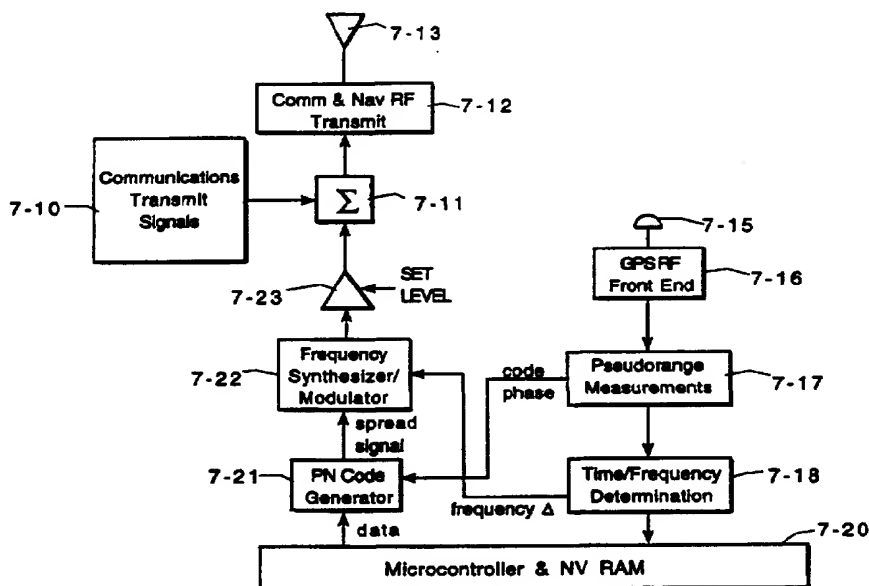 7-13
Comm & Nav RF
Transmit
7-12
Communications
Transmit
Signals
7-10
Σ
7-11
7-15
GPS RF
Front End
7-16
7-23
SET
LEVEL
Frequency
Synthesizer/
Modulator
7-22
code
phase
Pseudorange
Measurements
7-17
spread
signal
7-21
PN Code
Generator
Time/Frequency
Determination
7-18
frequency Δ
data
7-20
Microcontroller & NV RAM